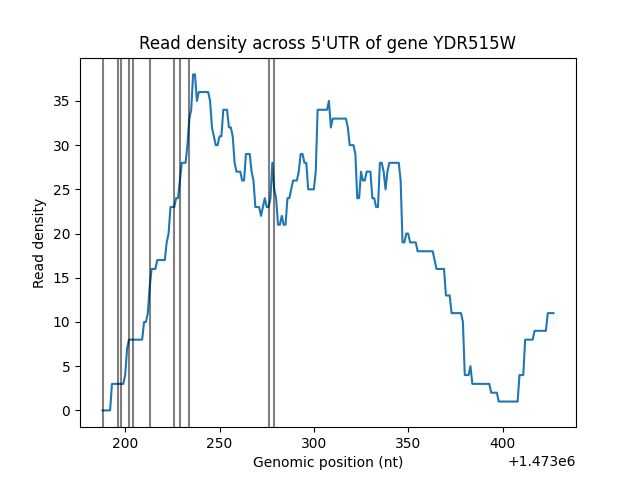 Read density across 5'UTR of gene YDR515W
Read density
35
30
25
20
15
10
5
0
200 250 300 350 400
+1.473e6
Genomic position (nt)